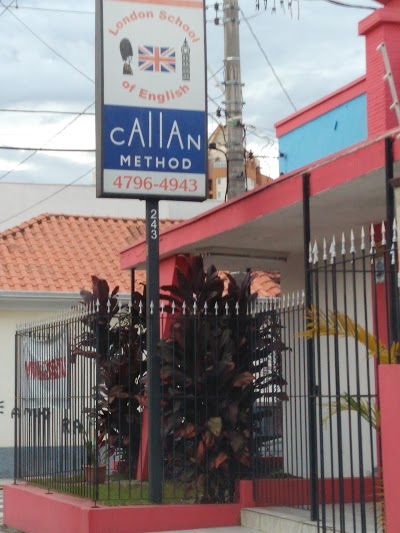 London School
of English
CAllAN
METHOD
4796-4943
243